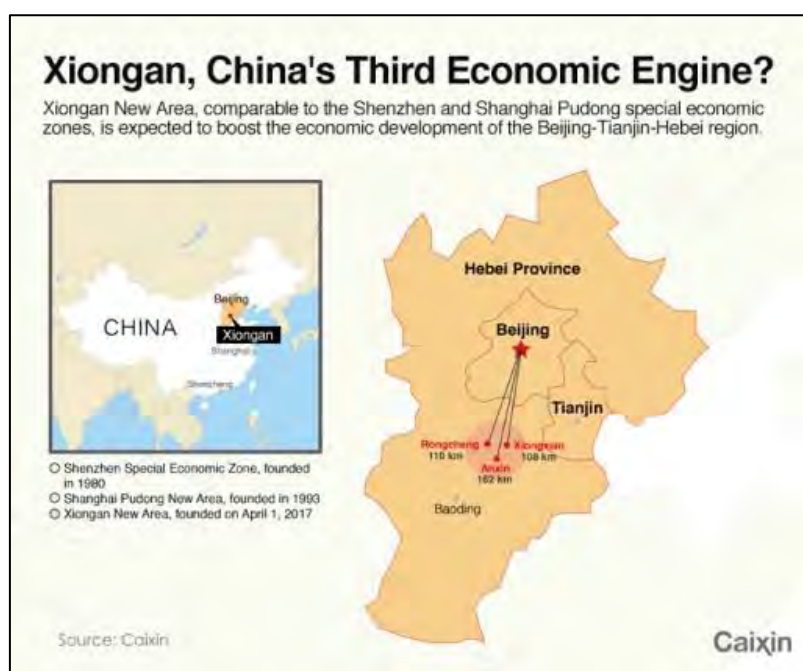 Xiongan, China's Third Economic Engine?
Xiongan New Area, comparable to the Shenzhen and Shanghai Pudong special economic
zones, is expected to boost the economic development of the Beijing-Tianjin-Hebei region.
Beijing
CHINA
Xiongan
Shanghai
Hebei Province
Beijing
Tianjin
Rongcheng
110 km
Xiongxian
108 km
Anxin
162 km
Baoding
O Shenzhen Special Economic Zone, founded
in 1980
O Shanghai Pudong New Area, founded in 1993
O Xiongan New Area, founded on April 1, 2017
Source: Caixin
Caixin